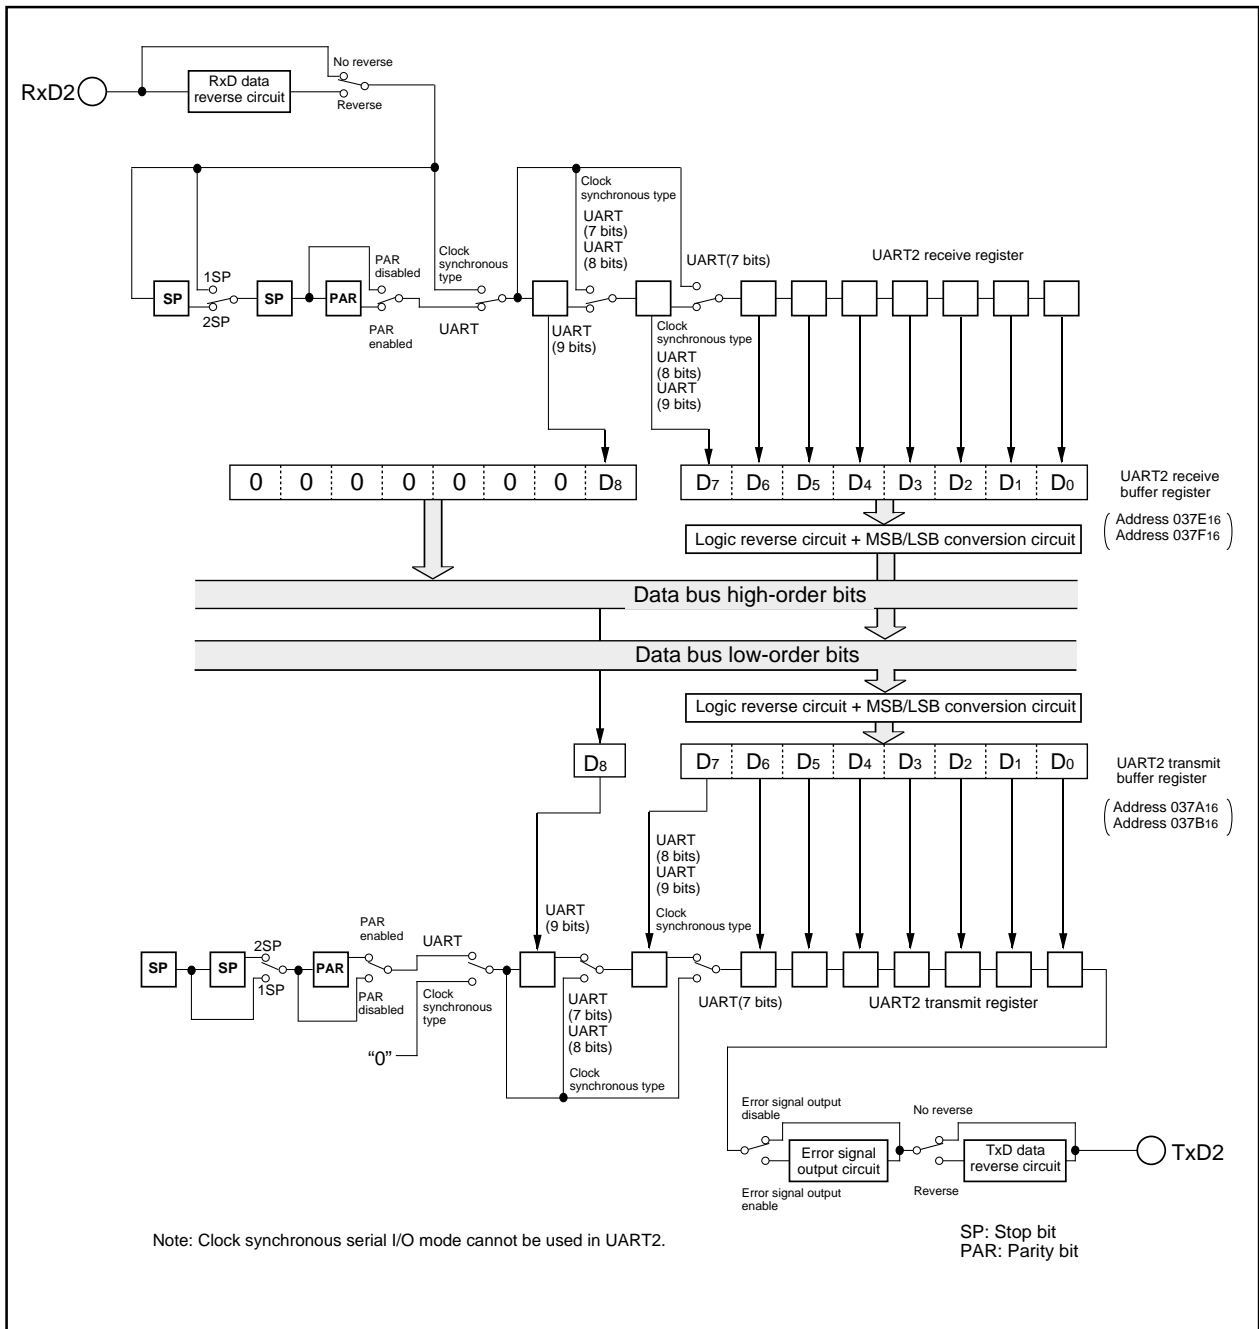 RxD2
RxD data
reverse circuit
No reverse
Reverse
Clock
synchronous type
UART
(7 bits)
UART
(8 bits)
UART(7 bits)
UART2 receive register
PAR
disabled
Clock
synchronous
type
1SP
SP
SP
PAR
2SP
PAR
enabled
UART
UART
(9 bits)
Clock
synchronous type
UART
(8 bits)
UART
(9 bits)
0 0 0 0 0 0 0 D8
D7 D6 D5 D4 D3 D2 D1 D0
UART2 receive
buffer register
Address 037E16
Address 037F16
Logic reverse circuit + MSB/LSB conversion circuit
Data bus high-order bits
Data bus low-order bits
Logic reverse circuit + MSB/LSB conversion circuit
D8
D7 D6 D5 D4 D3 D2 D1 D0
UART2 transmit
buffer register
Address 037A16
Address 037B16
UART
(8 bits)
UART
(9 bits)
Clock
synchronous type
UART
(9 bits)
PAR
enabled
UART
2SP
SP
SP
PAR
1SP
PAR
disabled
Clock
synchronous
type
“0”
UART
(7 bits)
UART
(8 bits)
Clock
synchronous type
UART(7 bits)
UART2 transmit register
Error signal output
disable
No reverse
Error signal
output circuit
TxD data
reverse circuit
TxD2
Error signal output
enable
Reverse
Note: Clock synchronous serial I/O mode cannot be used in UART2.
SP: Stop bit
PAR: Parity bit